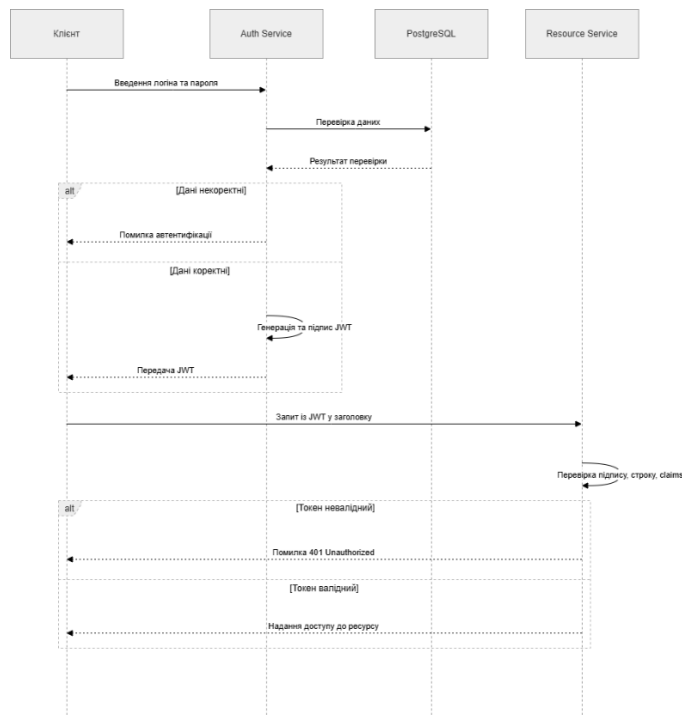 Клієнт
Auth Service
PostgreSQL
Resource Service
Введення логіна та пароля
Перевірка даних
Результат перевірки
alt
[Дані некоректні]
Помилка автентифікації
[Дані коректні]
Генерація та підпис JWT
Передача JWT
Запит із JWT у заголовку
Перевірка підпису, строку, claims
alt
[Токен невалідний]
Помилка 401 Unauthorized
[Токен валідний]
Надання доступу до ресурсу